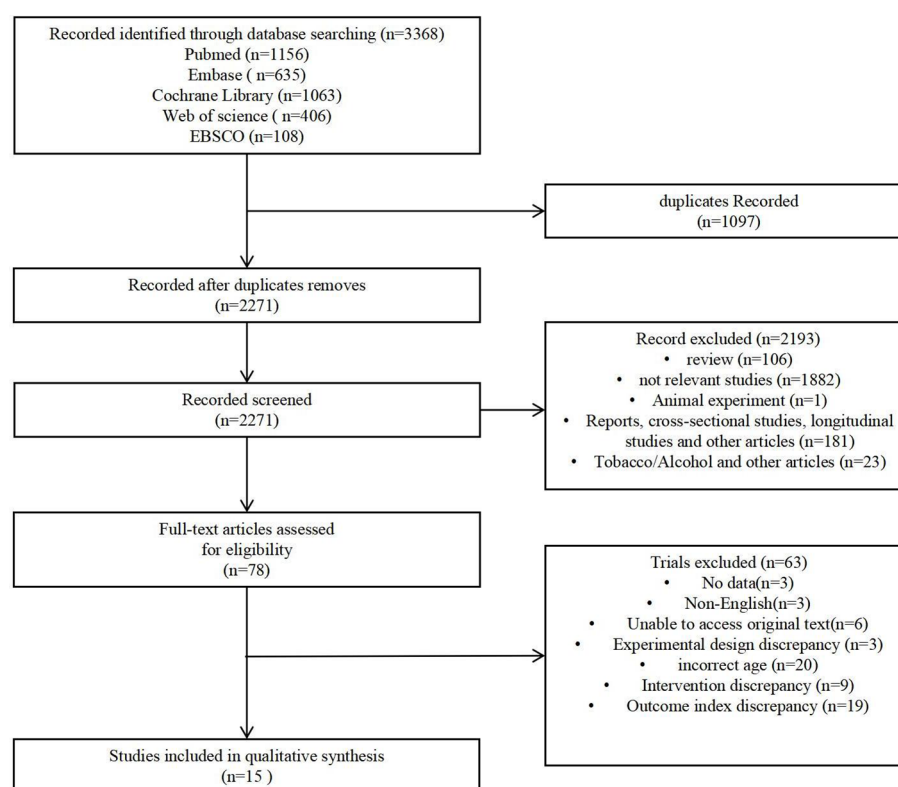 Recorded identified through database searching (n=3368)
Pubmed (n=1156)
Embase ( n=635)
Cochrane Library (n=1063)
Web of science ( n=406)
EBSCO (n=108)
duplicates Recorded
(n=1097)
Recorded after duplicates removes
(n=2271)
Record excluded (n=2193)
• review (n=106)
• not relevant studies (n=1882)
• Animal experiment (n=1)
• Reports, cross-sectional studies, longitudinal
studies and other articles (n=181)
• Tobacco/Alcohol and other articles (n=23)
Recorded screened
(n=2271)
Full-text articles assessed
for eligibility
(n=78)
Trials excluded (n=63)
• No data(n=3)
• Non-English(n=3)
• Unable to access original text(n=6)
• Experimental design discrepancy (n=3)
• incorrect age (n=20)
• Intervention discrepancy (n=9)
• Outcome index discrepancy (n=19)
Studies included in qualitative synthesis
(n=15 )